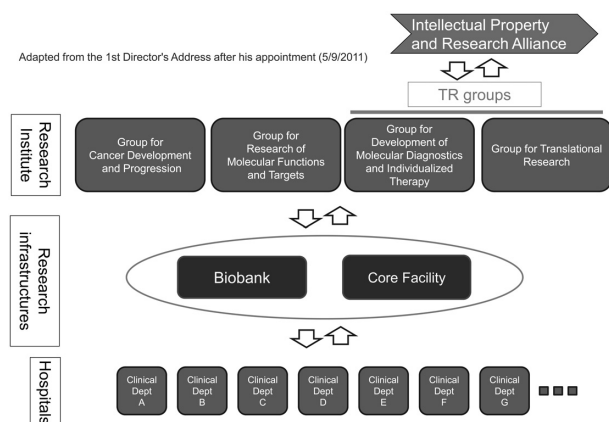 Intellectual Property
and Research Alliance
Adapted from the 1st Director's Address after his appointment (5/9/2011)
TR groups
Research
Institute
Group for
Cancer Development
and Progression
Group for
Research of
Molecular Functions
and Targets
Group for
Development of
Molecular Diagnostics
and Individualized
Therapy
Group for Translational
Research
Research
infrastructures
Biobank
Core Facility
Hospitals
Clinical
Dept
A
Clinical
Dept
B
Clinical
Dept
C
Clinical
Dept
D
Clinical
Dept
E
Clinical
Dept
F
Clinical
Dept
G